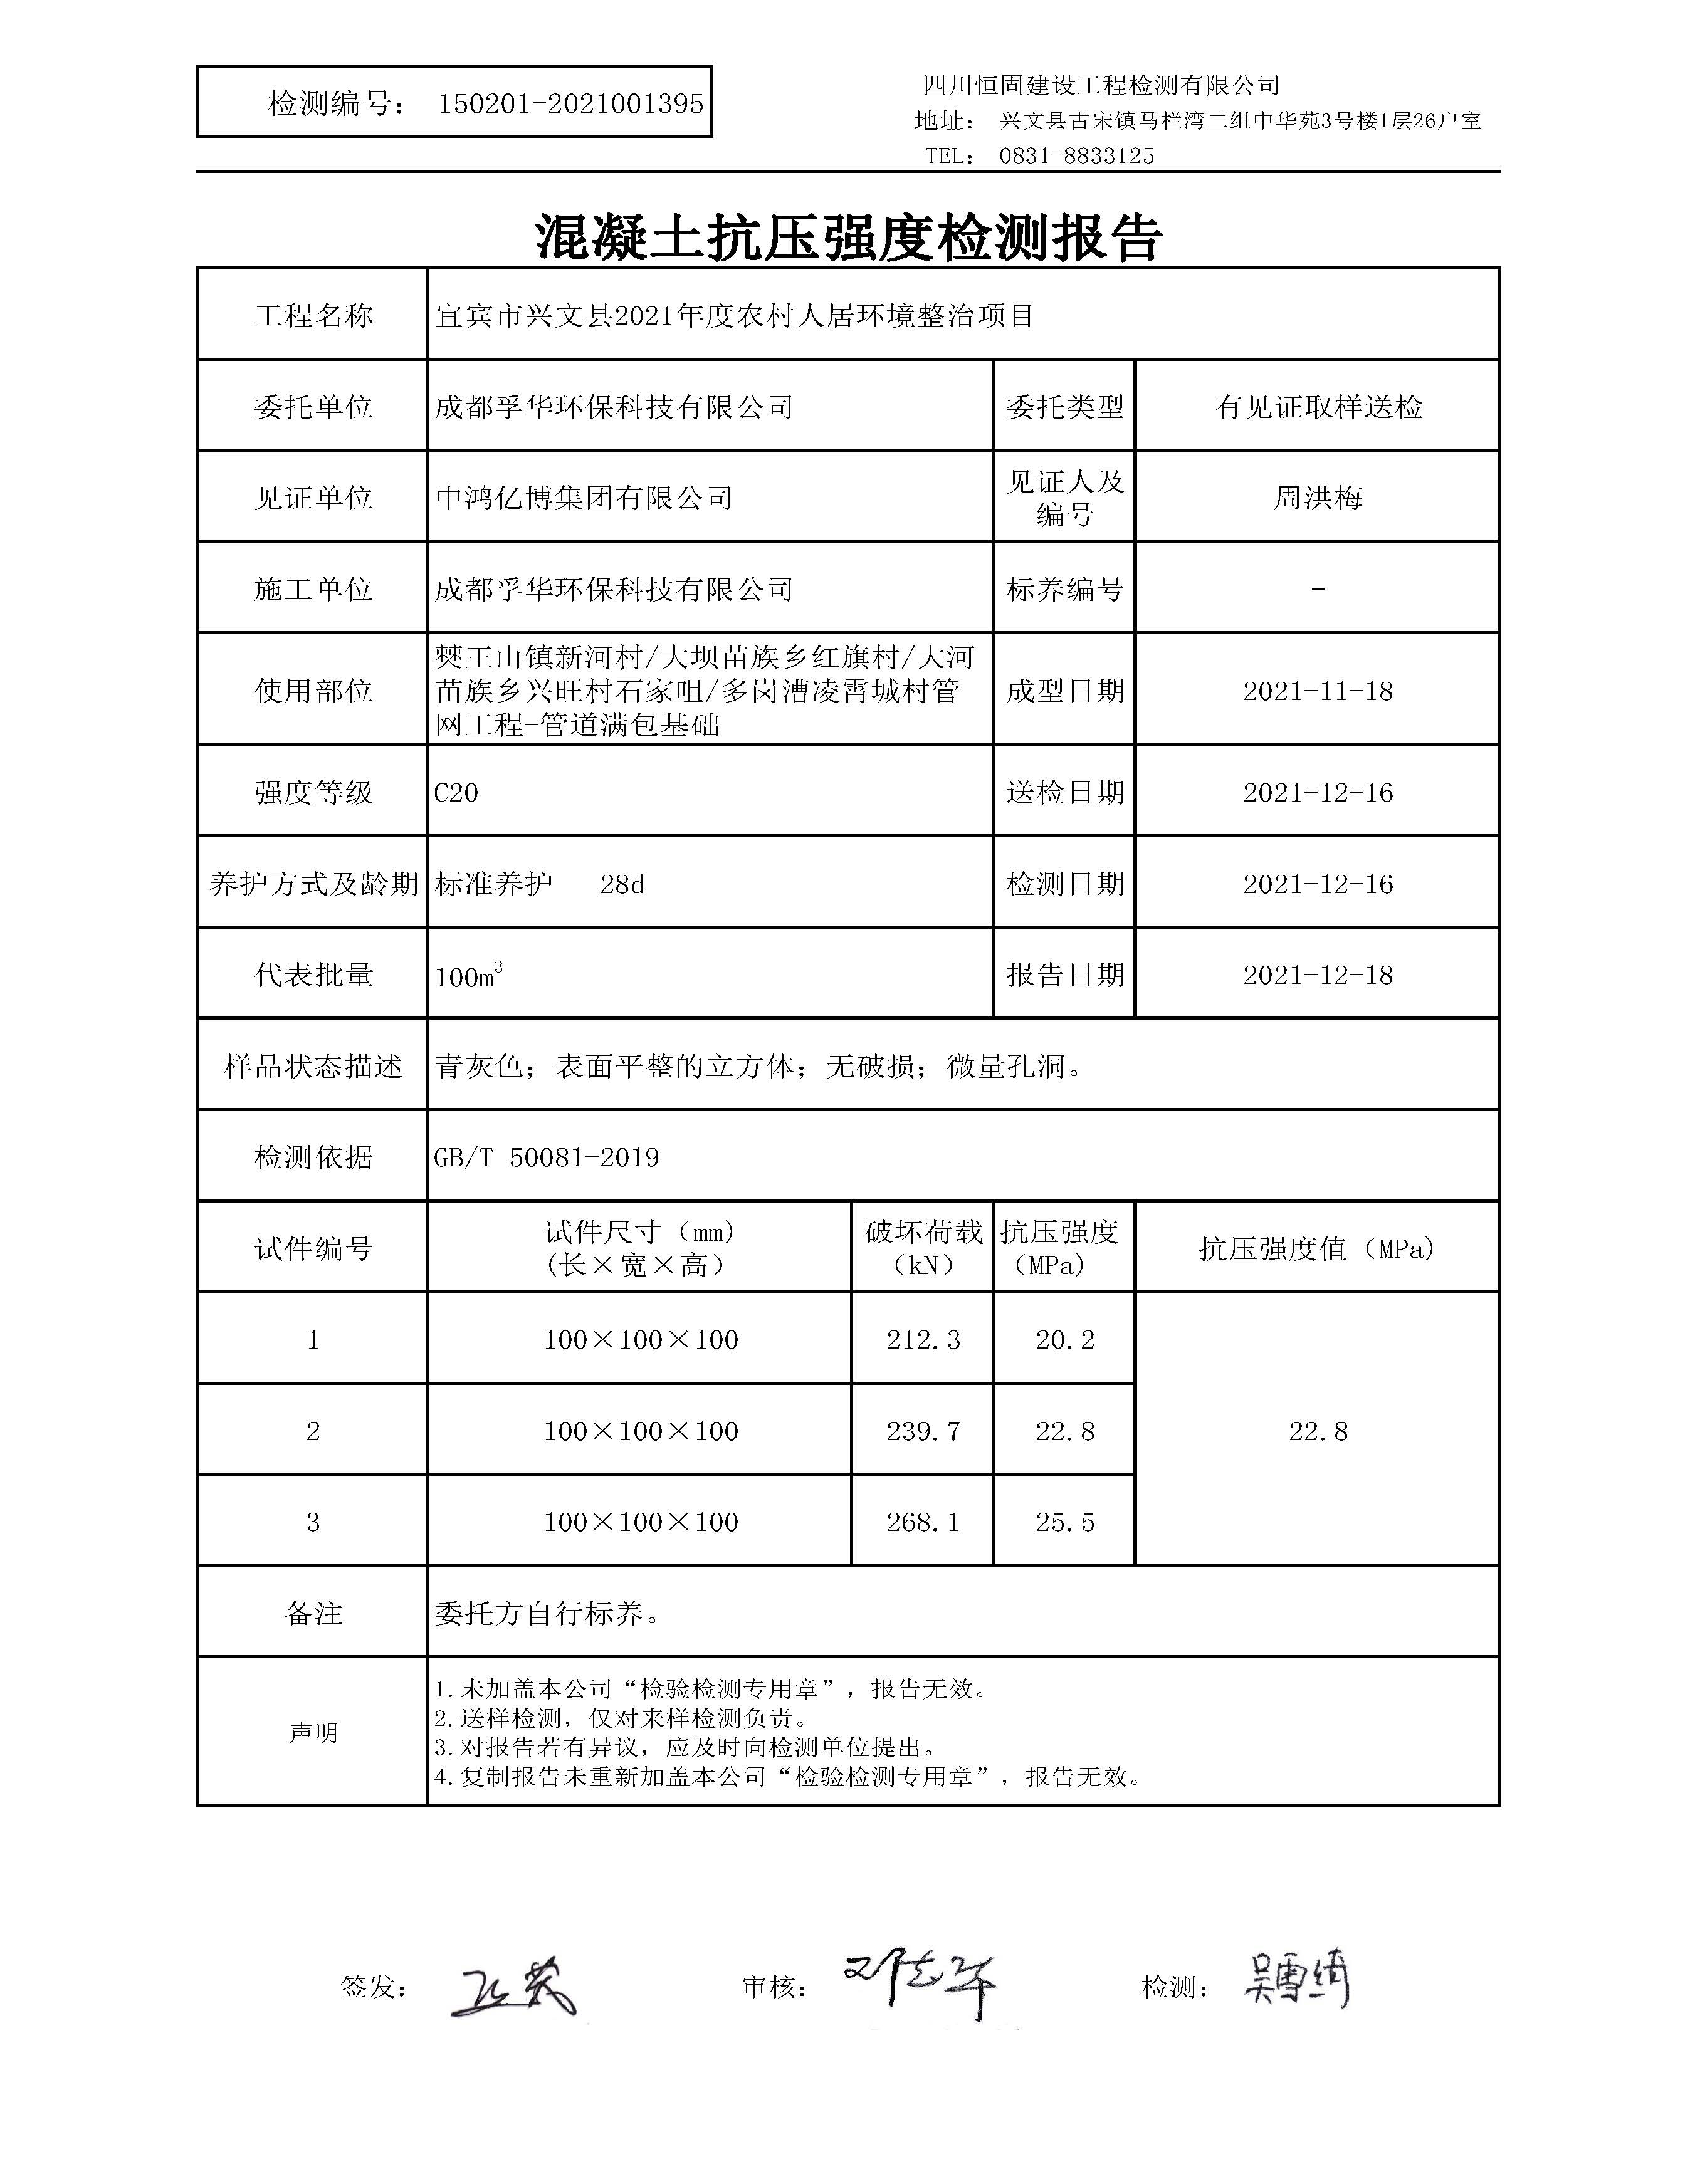 检测编号： 150201-2021001395
四川恒固建设工程检测有限公司
地址： 兴文县古宋镇马栏湾二组中华苑3号楼1层26户室
TEL： 0831-8833125
混凝土抗压强度检测报告
工程名称 宜宾市兴文县2021年度农村人居环境整治项目
委托单位 成都孚华环保科技有限公司 委托类型 有见证取样送检
见证单位 中鸿亿博集团有限公司 见证人及
编号 周洪梅
施工单位 成都孚华环保科技有限公司 标养编号 -
使用部位 僰王山镇新河村/大坝苗族乡红旗村/大河
苗族乡兴旺村石家咀/多岗漕凌霄城村管
网工程-管道满包基础 成型日期 2021-11-18
强度等级 C20 送检日期 2021-12-16
养护方式及龄期 标准养护 28d 检测日期 2021-12-16
代表批量 100m³ 报告日期 2021-12-18
样品状态描述 青灰色；表面平整的立方体；无破损；微量孔洞。
检测依据 GB/T 50081-2019
试件编号 试件尺寸（mm)
(长×宽×高） 破坏荷载
（kN） 抗压强度
（MPa) 抗压强度值（MPa)
1 100×100×100 212.3 20.2
2 100×100×100 239.7 22.8 22.8
3 100×100×100 268.1 25.5
备注 委托方自行标养。
声明 1.未加盖本公司“检验检测专用章”，报告无效。
2.送样检测，仅对来样检测负责。
3.对报告若有异议，应及时向检测单位提出。
4.复制报告未重新加盖本公司“检验检测专用章”，报告无效。
签发： 审核： 检测： 吴雪绮